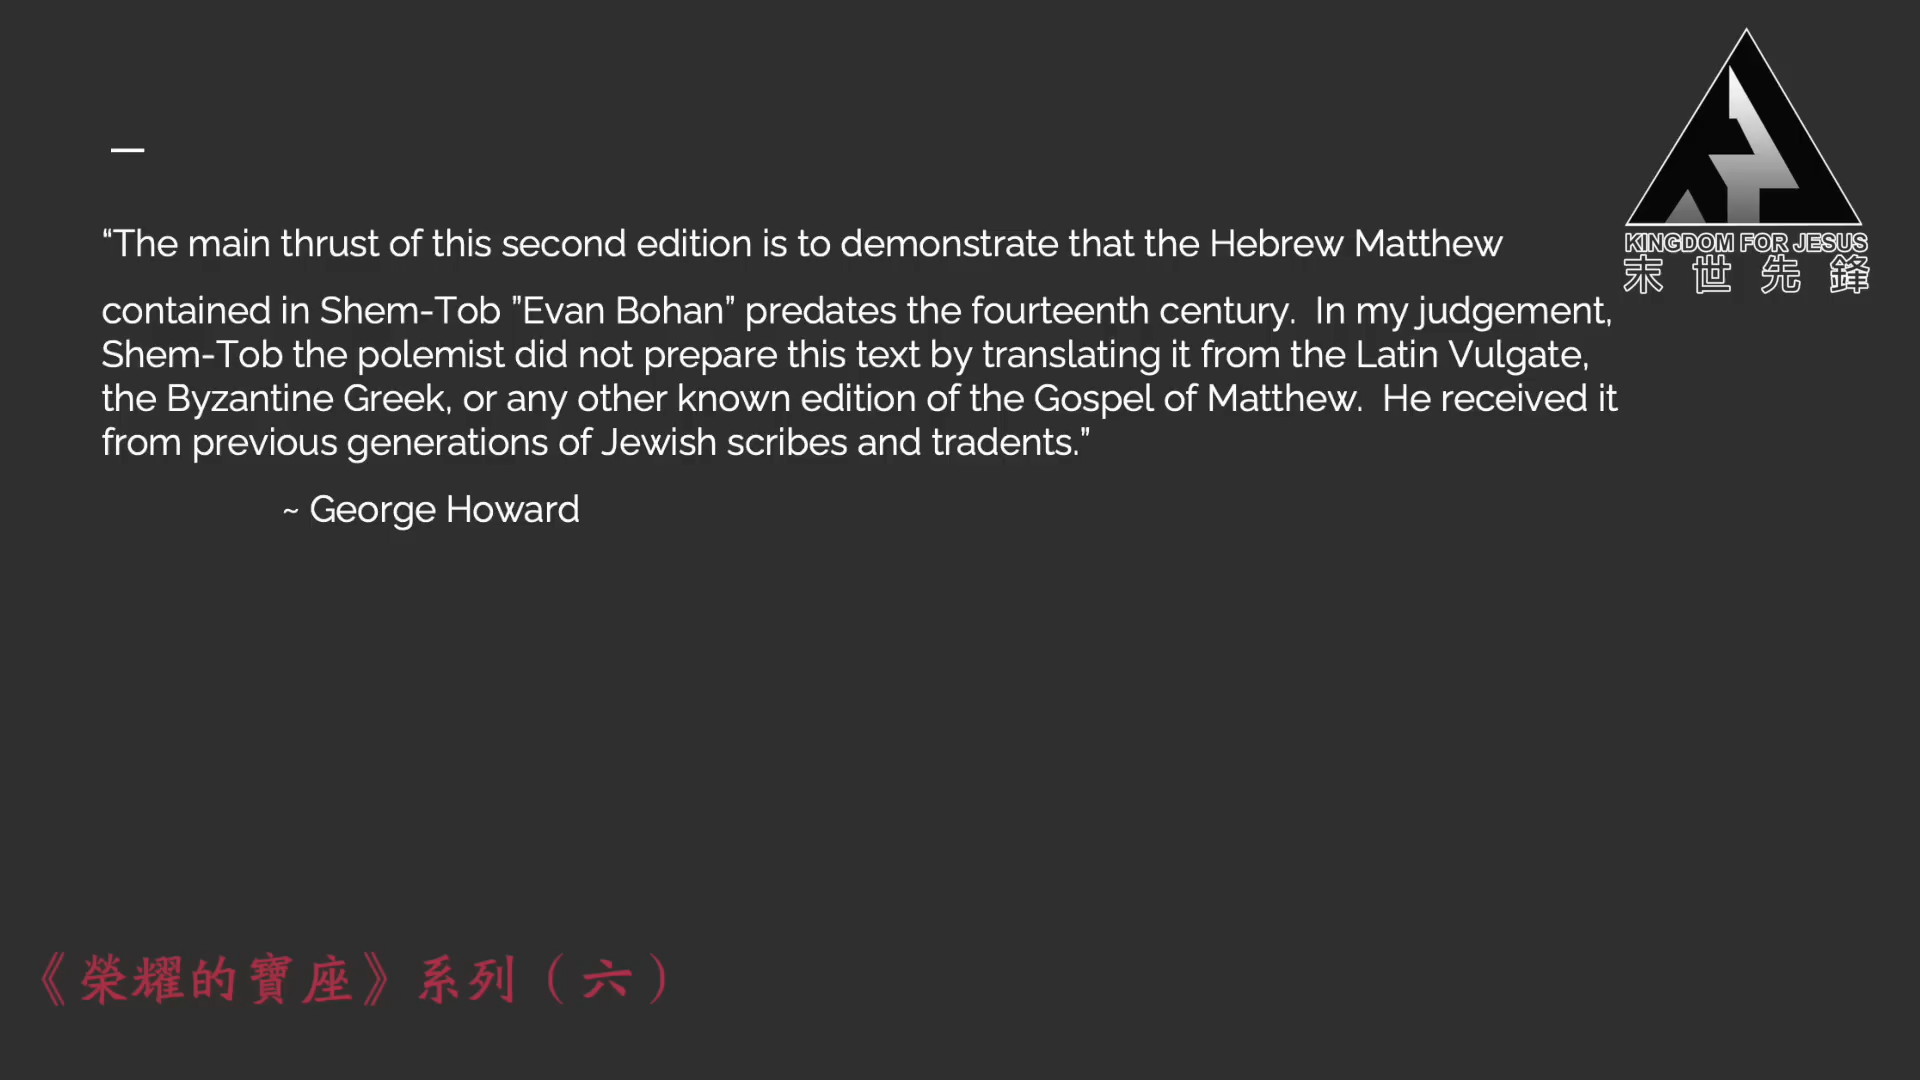 “The main thrust of this second edition is to demonstrate that the Hebrew Matthew
contained in Shem-Tob ”Evan Bohan” predates the fourteenth century.  In my judgement,
Shem-Tob the polemist did not prepare this text by translating it from the Latin Vulgate,
the Byzantine Greek, or any other known edition of the Gospel of Matthew.  He received it
from previous generations of Jewish scribes and tradents.”
~ George Howard
KINGDOM FOR JESUS
末世先鋒
《榮耀的寶座》系列（六）